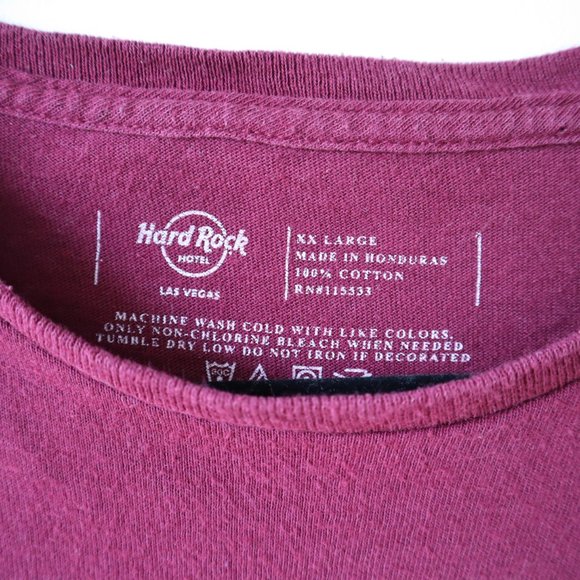 Hard Rock
HOTEL
LAS VEGAS
XX LARGE
MADE IN HONDURAS
100% COTTON
RN#115333
MACHINE WASH COLD WITH LIKE COLORS.
ONLY NON-CHLORINE BLEACH WHEN NEEDED
TUMBLE DRY LOW DO NOT IRON IF DECORATED